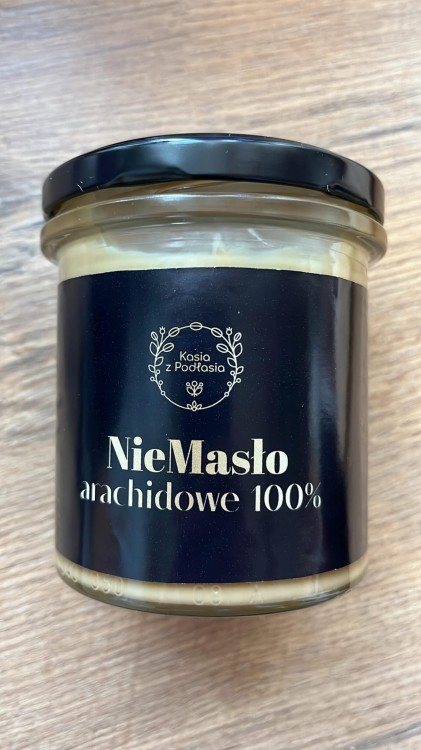 Kasia
z Podlasia
NieMasło
arachidowe 100%